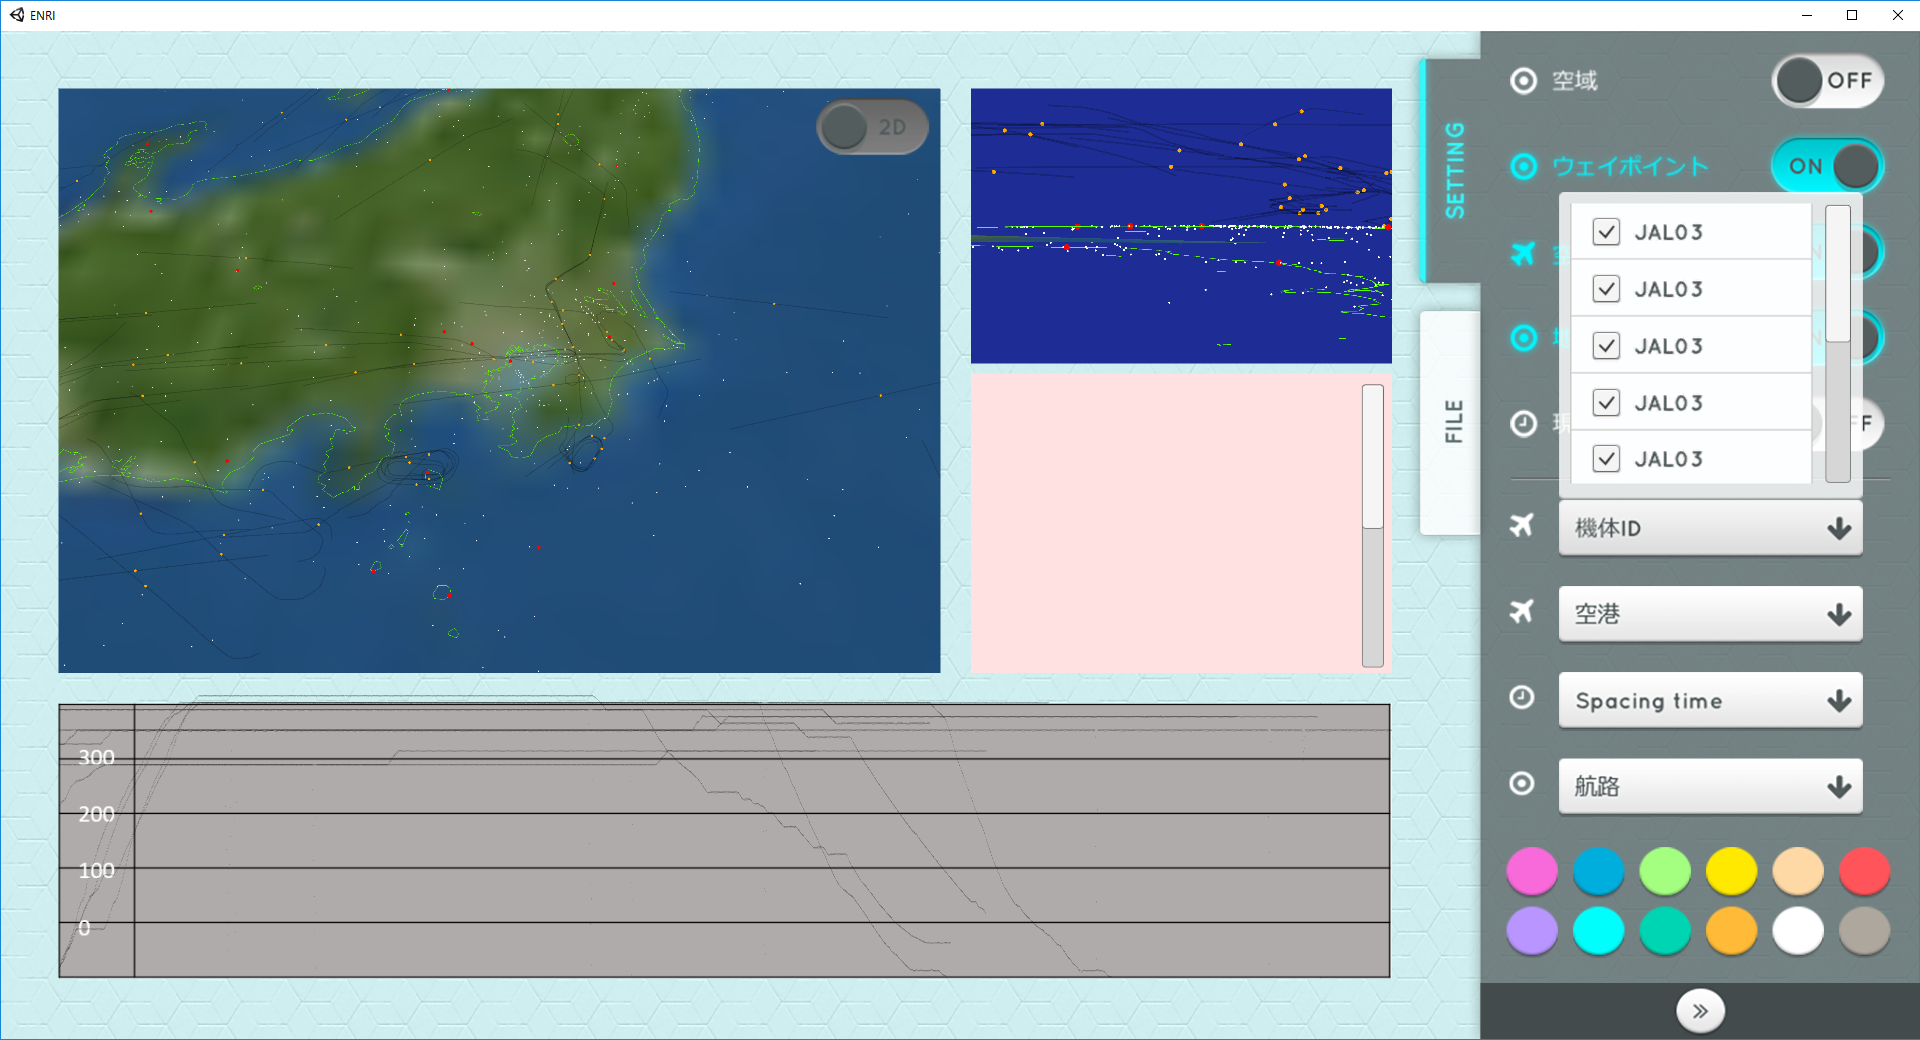 ENRI
2D
300
200
100
0
SETTING
FILE
空域
OFF
ウェイポイント
ON
JAL03
JAL03
JAL03
JAL03
JAL03
機体ID
空港
Spacing time
航路